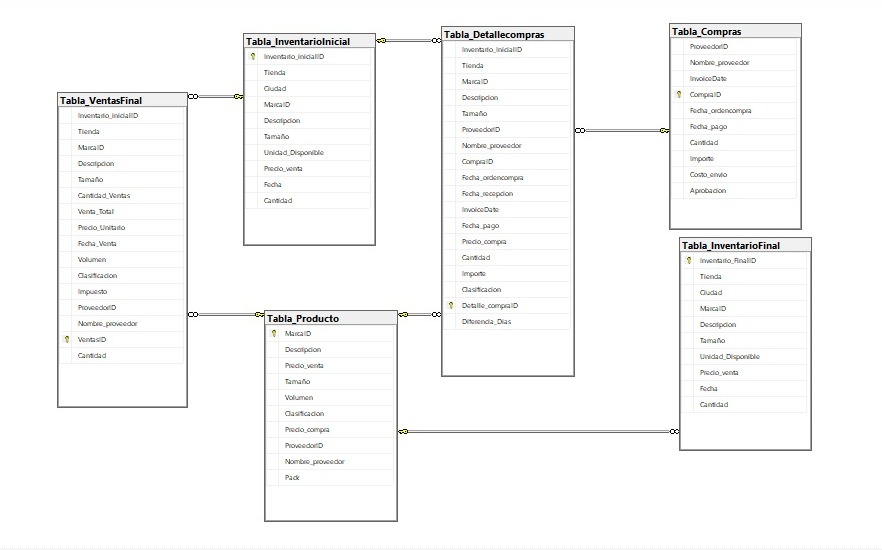 Tabla_VentasFinal
Inventario_InicialID
Tienda
MarcaID
Descripcion
Tamaño
Cantidad_Ventas
Venta_Total
Precio_Unitario
Fecha_Venta
Volumen
Clasificacion
Impuesto
ProveedorID
Nombre_proveedor
VentasID
Cantidad
Tabla_InventarioInicial
Inventario_InicialID
Tienda
Ciudad
MarcaID
Descripcion
Tamaño
Unidad_Disponible
Precio_venta
Fecha
Cantidad
Tabla_Producto
MarcaID
Descripcion
Precio_venta
Tamaño
Volumen
Clasificacion
Precio_compra
ProveedorID
Nombre_proveedor
Pack
Tabla_Detallecompras
Inventario_InicialID
Tienda
MarcaID
Descripcion
Tamaño
ProveedorID
Nombre_proveedor
CompraID
Fecha_ordencompra
Fecha_recepcion
InvoiceDate
Fecha_pago
Precio_compra
Cantidad
Importe
Clasificacion
Detalle_compraID
Diferencia_Dias
Tabla_Compras
ProveedorID
Nombre_proveedor
InvoiceDate
CompraID
Fecha_ordencompra
Fecha_pago
Cantidad
Importe
Costo_envio
Aprobacion
Tabla_InventarioFinal
Inventario_FinalID
Tienda
Ciudad
MarcaID
Descripcion
Tamaño
Unidad_Disponible
Precio_venta
Fecha
Cantidad